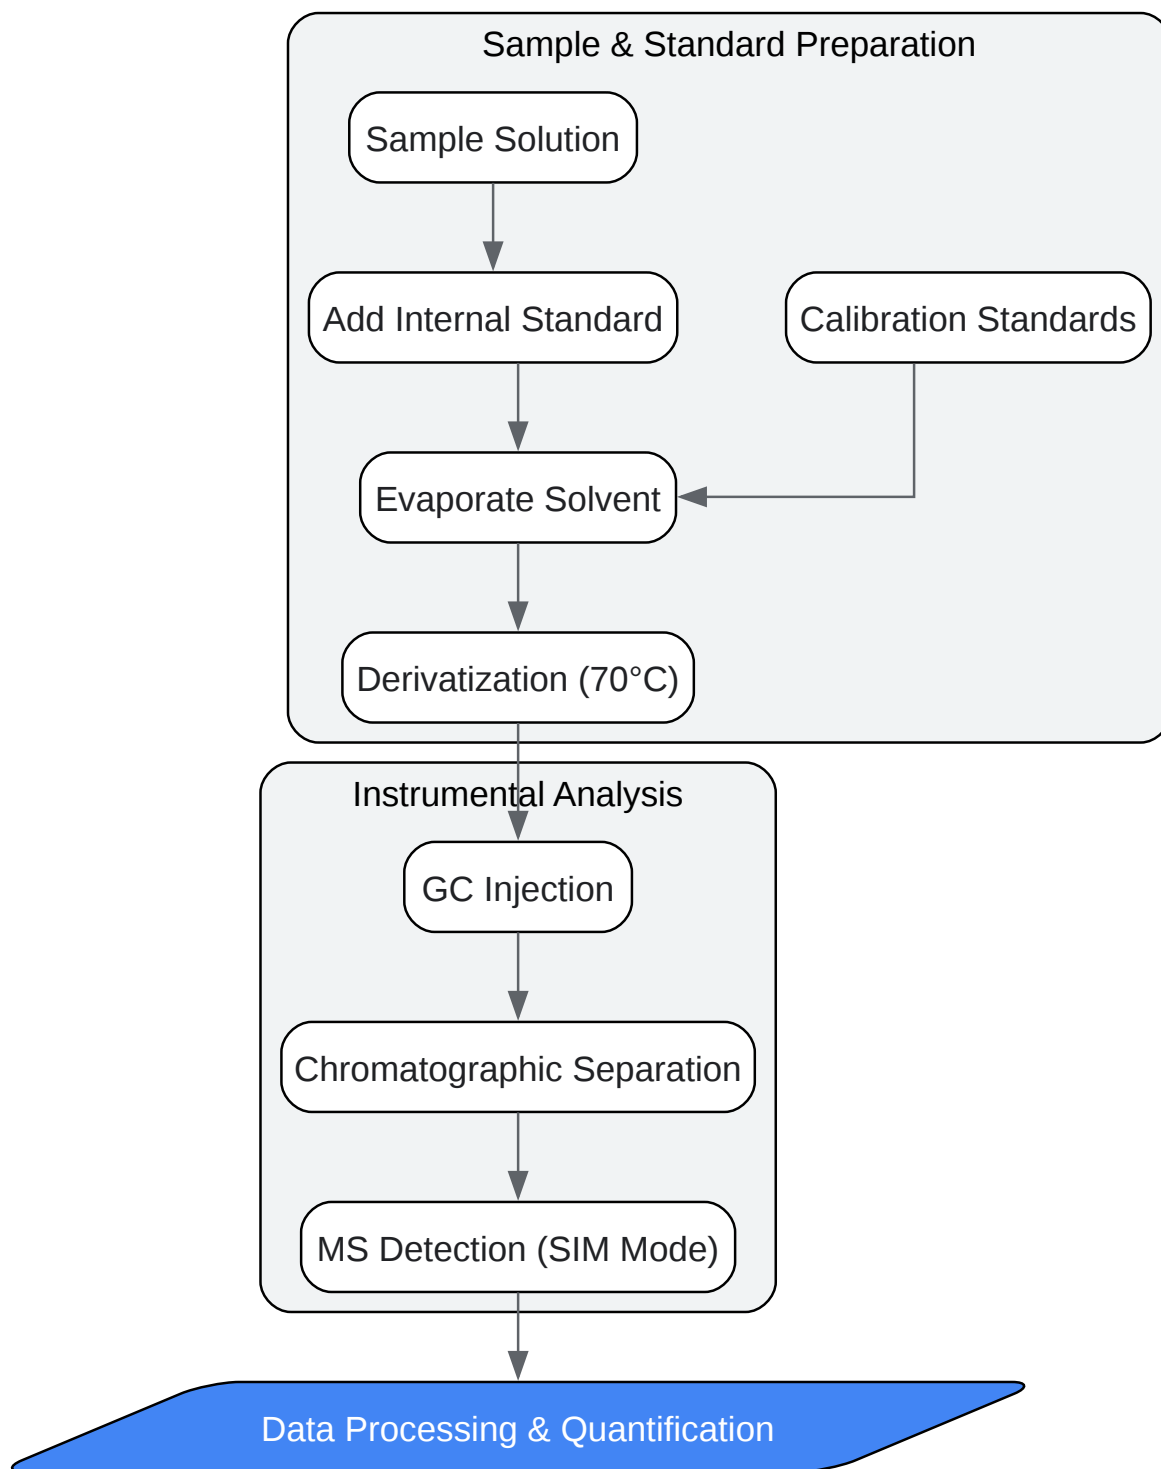 Sample & Standard Preparation
Sample Solution
Add Internal Standard
Calibration Standards
Evaporate Solvent
Derivatization (70°C)
Instrumental Analysis
GC Injection
Chromatographic Separation
MS Detection (SIM Mode)
Data Processing & Quantification